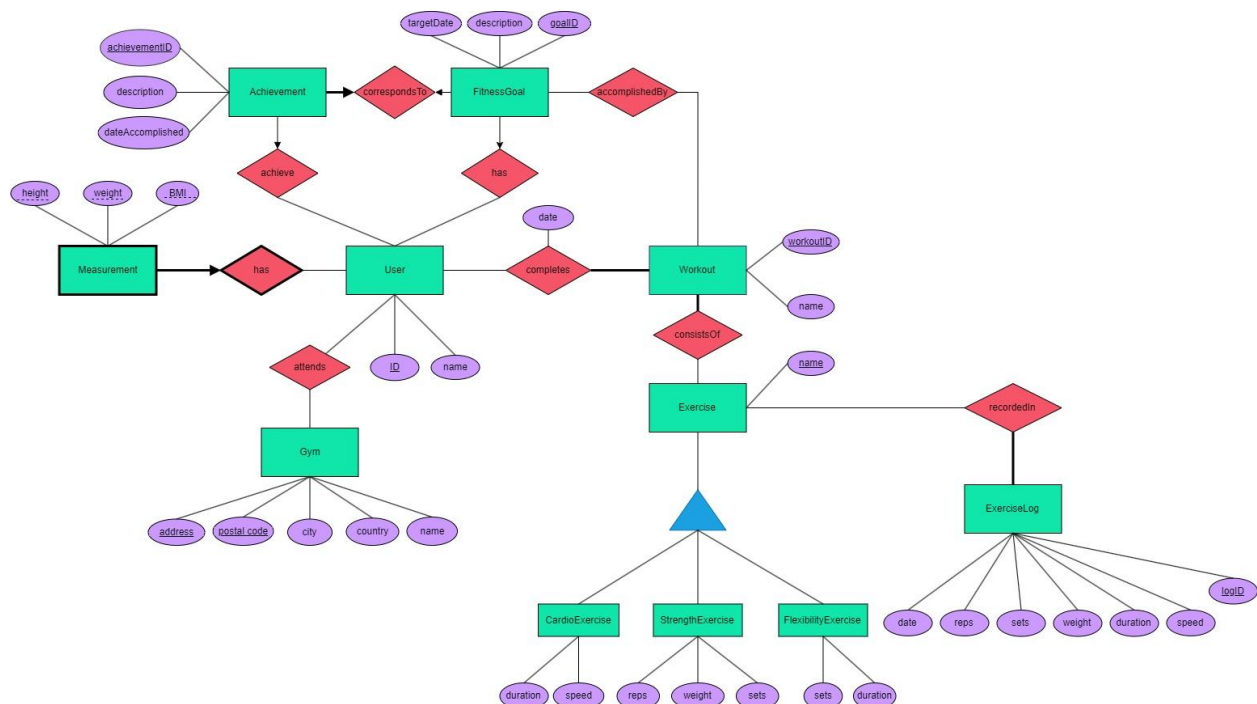 targetDate
description
goalID
achievementID
Achievement
correspondsTo
FitnessGoal
accomplishedBy
description
dateAccomplished
achieve
has
height
weight
BMI
date
workoutID
Measurement
has
User
completes
Workout
name
consistsOf
attends
ID
name
name
Exercise
recordedIn
Gym
ExerciseLog
address
postal code
city
country
name
logID
CardioExercise
StrengthExercise
FlexibilityExercise
date
reps
sets
weight
duration
speed
duration
speed
reps
weight
sets
sets
duration